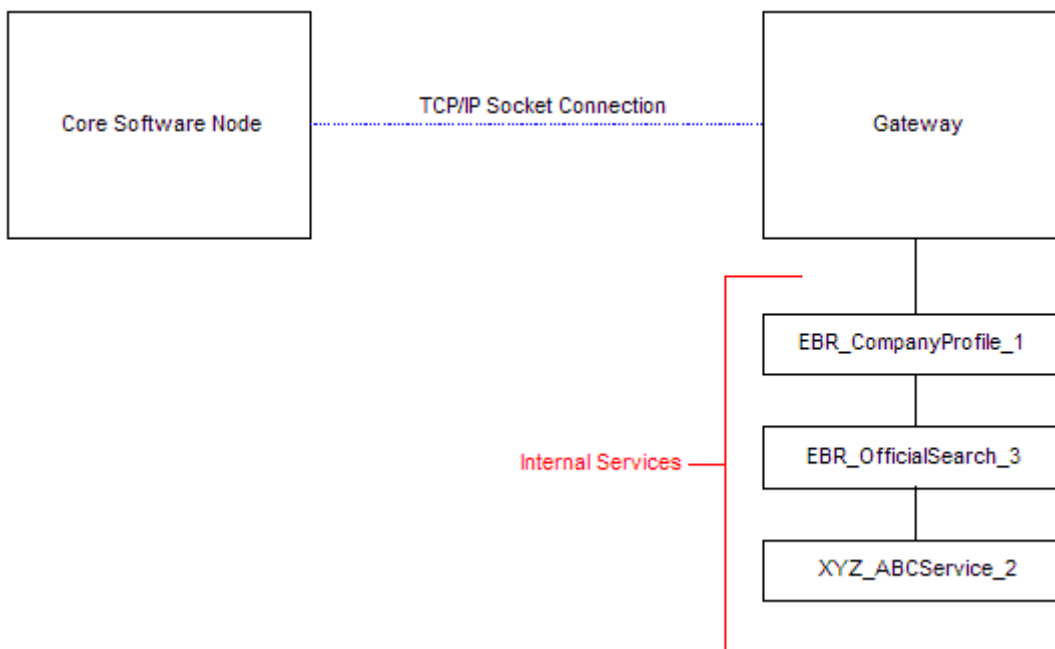 TCP/IP Socket Connection
Core Software Node
Gateway
EBR_CompanyProfile_1
EBR_OfficialSearch_3
Internal Services
XYZ_ABCService_2